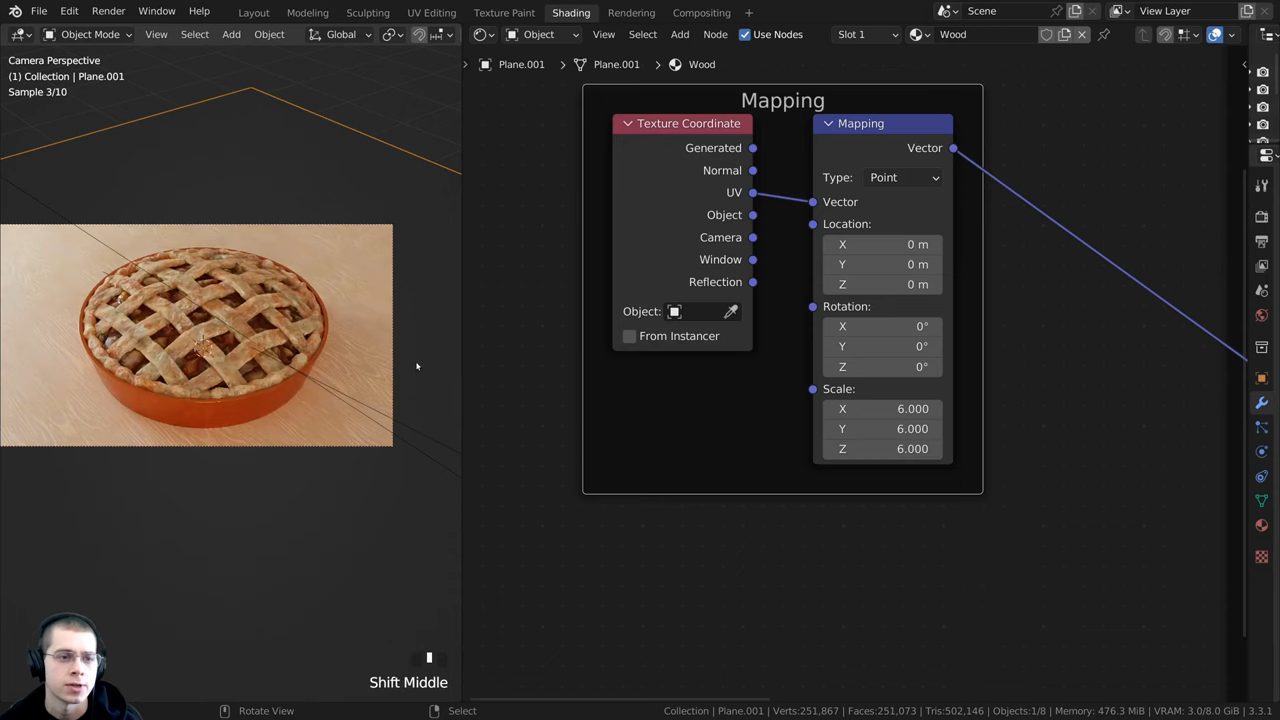 File Edit Render Window Help Layout Modeling Sculpting UV Editing Texture Paint Shading Rendering Compositing + Scene View Layer
Object Mode View Select Add Object Global Object View Select Add Node Use Nodes Slot 1 Wood
Camera Perspective
(1) Collection | Plane.001
Sample 3/10
Plane.001 Plane.001 Wood
Mapping
Texture Coordinate
Generated
Normal
UV
Object
Camera
Window
Reflection
Object:
From Instancer
Mapping
Vector
Type: Point
Vector
Location:
X 0 m
Y 0 m
Z 0 m
Rotation:
X 0°
Y 0°
Z 0°
Scale:
X 6.000
Y 6.000
Z 6.000
Shift Middle
Rotate View Select Collection | Plane.001 | Verts:251,867 | Faces:251,073 | Tris:502,146 | Objects:1/8 | Memory: 476.3 MiB | VRAM: 3.0/8.0 GiB | 3.3.1